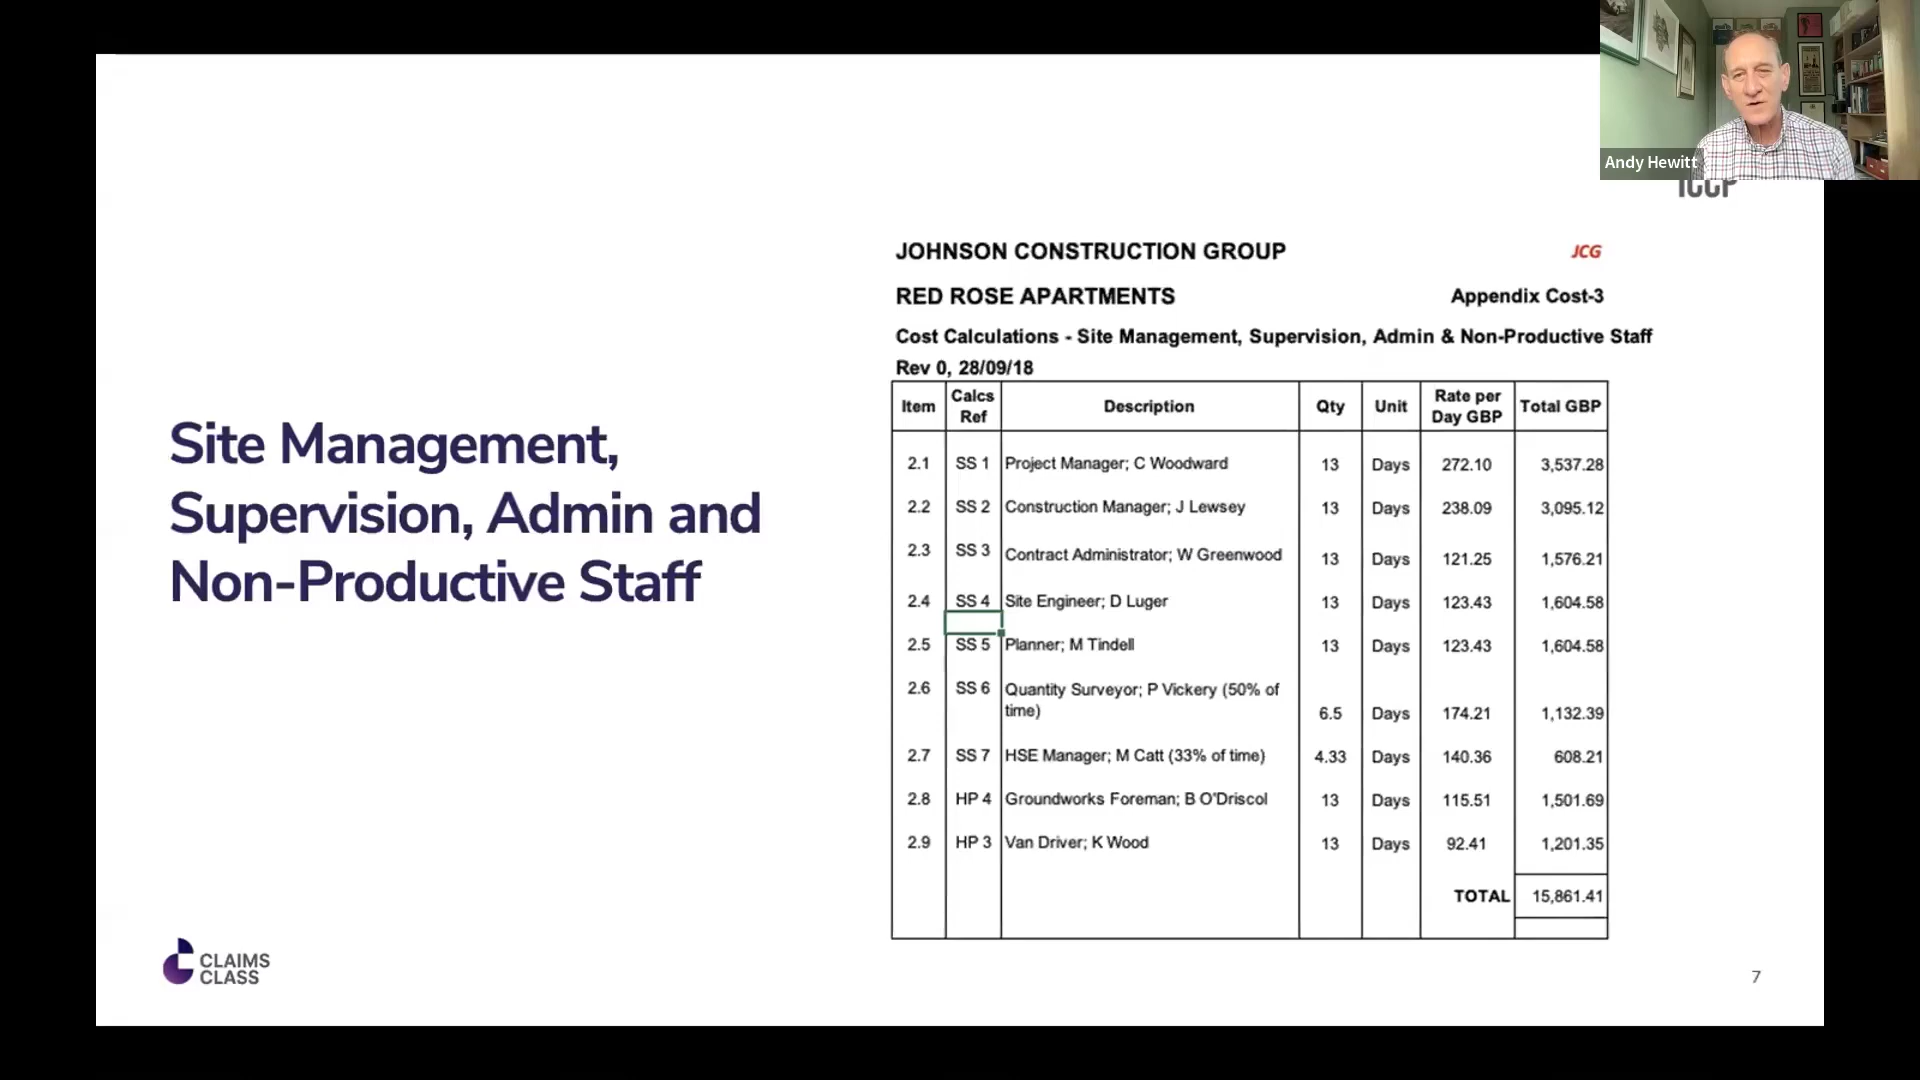 Andy Hewitt
ICCP
JOHNSON CONSTRUCTION GROUP JCG
RED ROSE APARTMENTS Appendix Cost-3
Cost Calculations - Site Management, Supervision, Admin & Non-Productive Staff
Rev 0, 28/09/18
Item Calcs Ref Description Qty Unit Rate per Day GBP Total GBP
2.1 SS 1 Project Manager; C Woodward 13 Days 272.10 3,537.28
2.2 SS 2 Construction Manager; J Lewsey 13 Days 238.09 3,095.12
2.3 SS 3 Contract Administrator; W Greenwood 13 Days 121.25 1,576.21
2.4 SS 4 Site Engineer; D Luger 13 Days 123.43 1,604.58
2.5 SS 5 Planner; M Tindell 13 Days 123.43 1,604.58
2.6 SS 6 Quantity Surveyor; P Vickery (50% of
time) 6.5 Days 174.21 1,132.39
2.7 SS 7 HSE Manager; M Catt (33% of time) 4.33 Days 140.36 608.21
2.8 HP 4 Groundworks Foreman; B O'Driscol 13 Days 115.51 1,501.69
2.9 HP 3 Van Driver; K Wood 13 Days 92.41 1,201.35
TOTAL 15,861.41
Site Management,
Supervision, Admin and
Non-Productive Staff
CLAIMS
CLASS
7